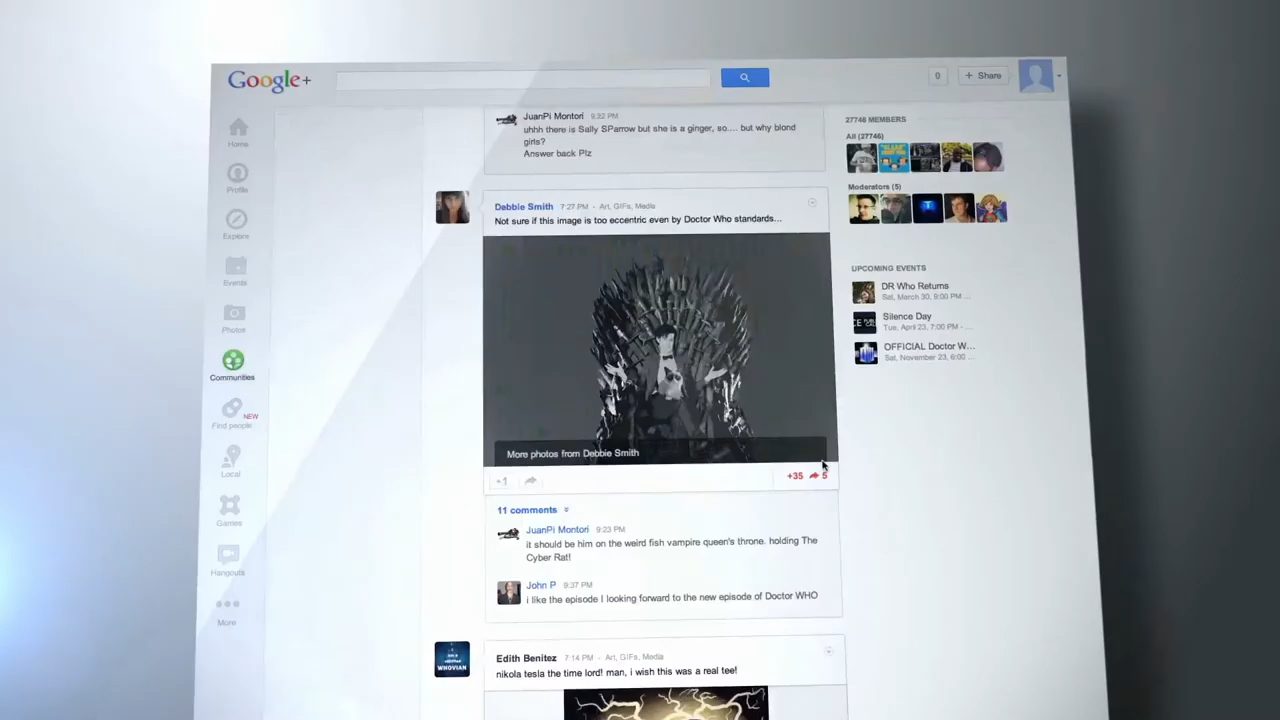 Google+
0
+ Share
Home
Profile
Explore
Events
Photos
Communities
Find people
NEW
Local
Games
Hangouts
More
JuanPi Montori 9:22 PM
uhhh there is Sally SParrow but she is a ginger, so.... but why blond
girls?
Answer back Plz
Debbie Smith 7:27 PM - Art, GIFs, Media
Not sure if this image is too eccentric even by Doctor Who standards...
More photos from Debbie Smith
+1
+35 5
11 comments
JuanPi Montori 9:23 PM
it should be him on the weird fish vampire queen's throne. holding The
Cyber Rat!
John P 9:37 PM
i like the episode I looking forward to the new episode of Doctor WHO
WHOVIAN
Edith Benitez 7:14 PM - Art, GIFs, Media
nikola tesla the time lord! man, i wish this was a real tee!
27746 MEMBERS
All (27746)
Moderators (5)
UPCOMING EVENTS
DR Who Returns
Sat, March 30, 9:00 PM ...
Silence Day
Tue, April 23, 7:00 PM - ...
OFFICIAL Doctor W...
Sat, November 23, 6:00 ...